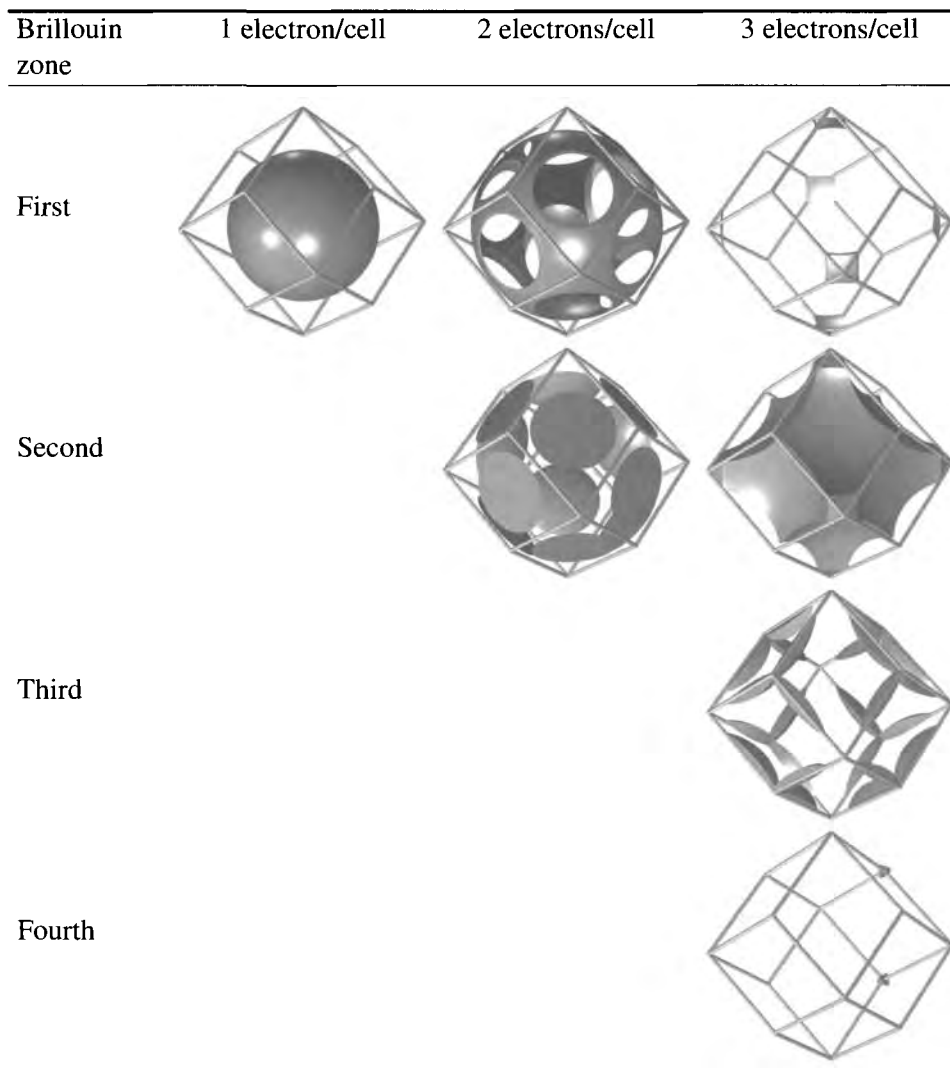 Brillouin 1 electron/cell 2 electrons/cell 3 electrons/cell
zone
First
Second
Third
Fourth